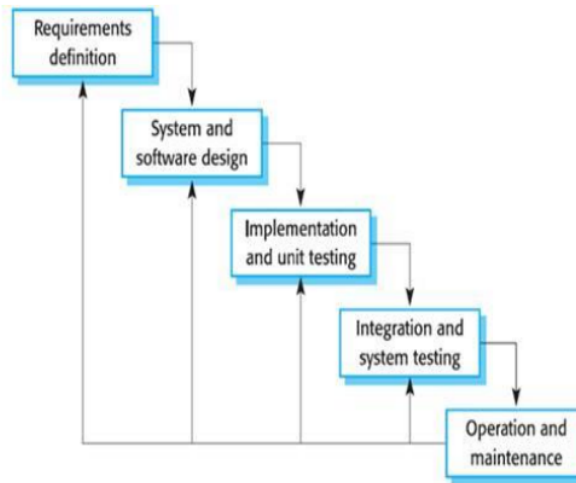 Requirements
definition
System and
software design
Implementation
and unit testing
Integration and
system testing
Operation and
maintenance